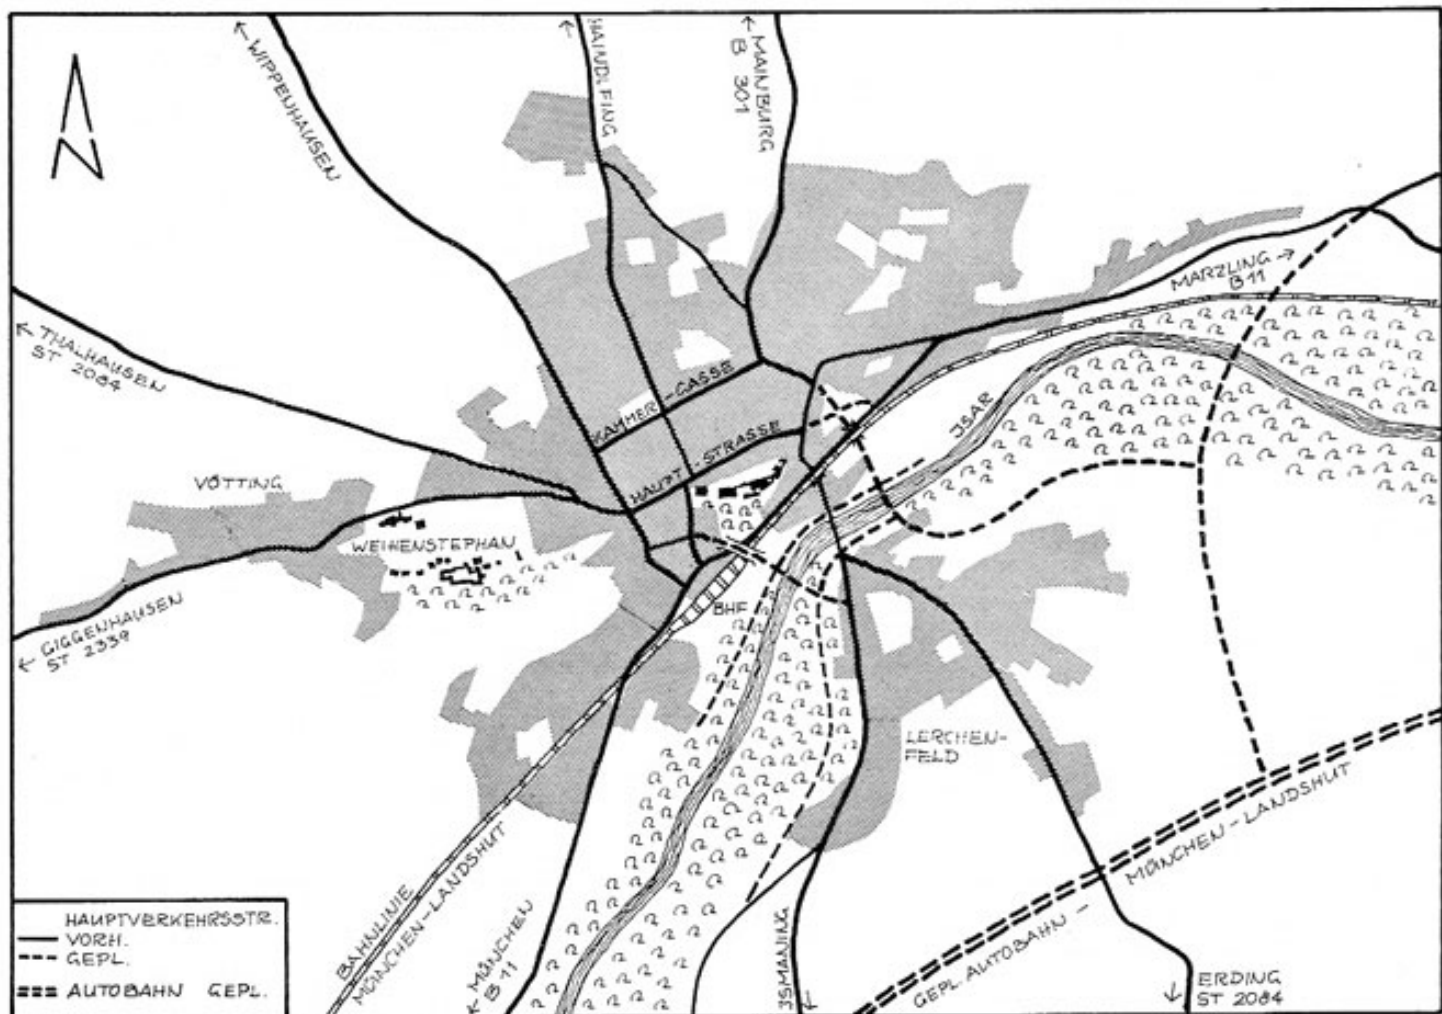 WIPPENHAUSEN
HAINDLFING
MAINBURG
B 301
MARZLING
B 11
THALHAUSEN
ST 2084
KAMMER-GASSE
HAUPT-STRASSE
JSAR
VÖTTING
WEIHENSTEPHAN
GIGGENHAUSEN
ST 2339
BHF
LERCHEN-
FELD
BAHNLINIE
MÜNCHEN-LANDSHUT
MÜNCHEN
B 11
JSMANING
GEPL. AUTOBAHN - MÜNCHEN-LANDSHUT
ERDING
ST 2084
HAUPTVERKEHRSSTR.
VORH.
GEPL.
AUTOBAHN GEPL.